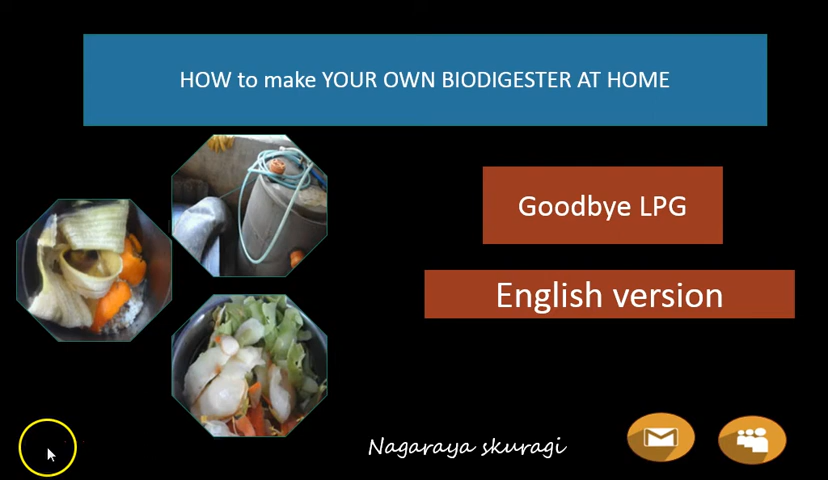 HOW to make YOUR OWN BIODIGESTER AT HOME
Goodbye LPG
English version
Nagaraya skuragi